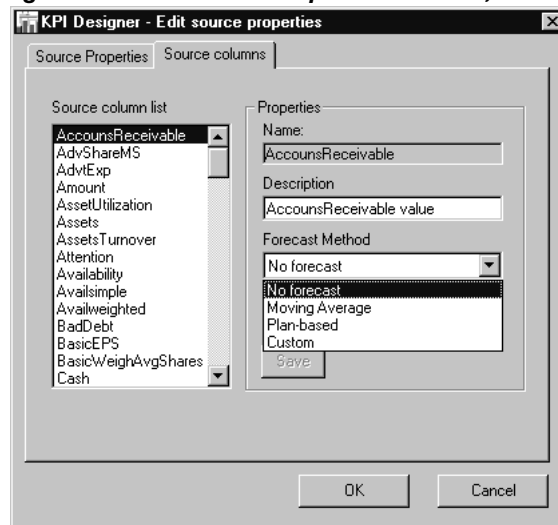 KPI Designer - Edit source properties
Source Properties
Source columns
Source column list
AccounsReceivable
AdvShareMS
AdvtExp
Amount
AssetUtilization
Assets
AssetsTurnover
Attention
Availability
Availsimple
Availweighted
BadDebt
BasicEPS
BasicWeighAvgShares
Cash
Properties
Name:
AccounsReceivable
Description
AccounsReceivable value
Forecast Method
No forecast
No forecast
Moving Average
Plan-based
Custom
Save
OK
Cancel